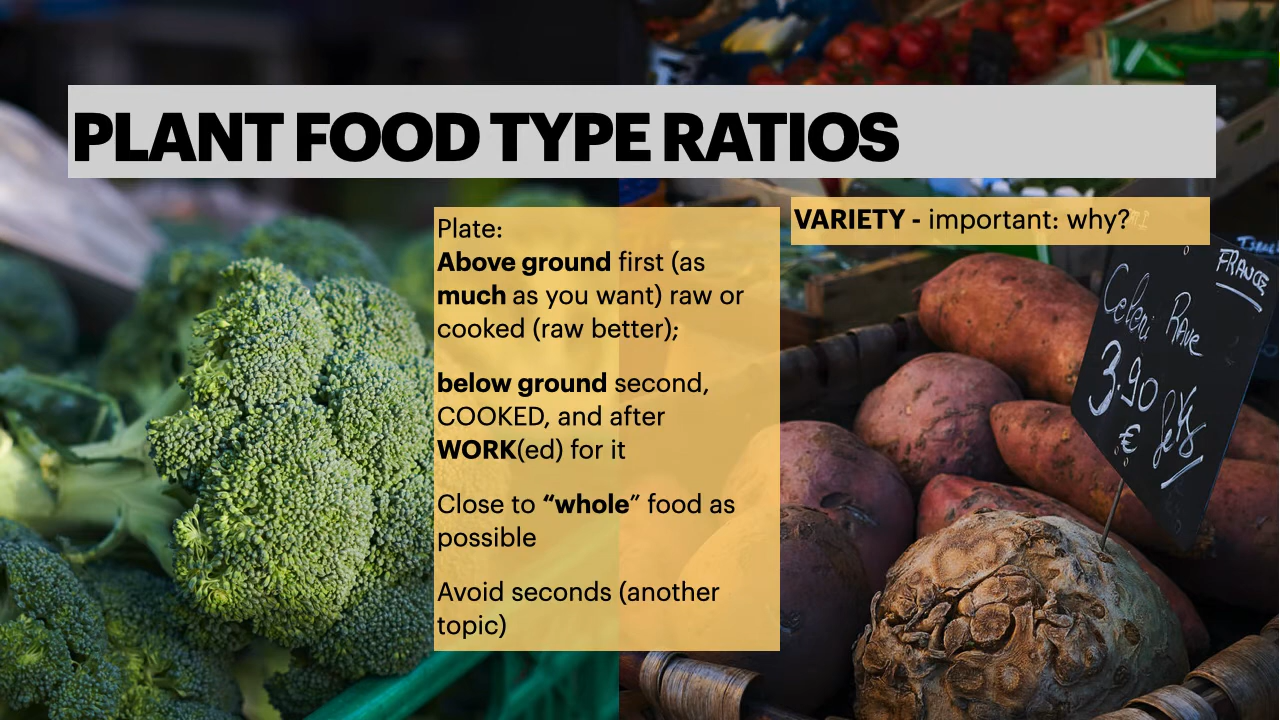 PLANT FOOD TYPE RATIOS
Plate:
Above ground first (as
much as you want) raw or
cooked (raw better);
below ground second,
COOKED, and after
WORK(ed) for it
Close to “whole” food as
possible
Avoid seconds (another
topic)
VARIETY - important: why?
FRANCE
Celeri Rave
3.90
€